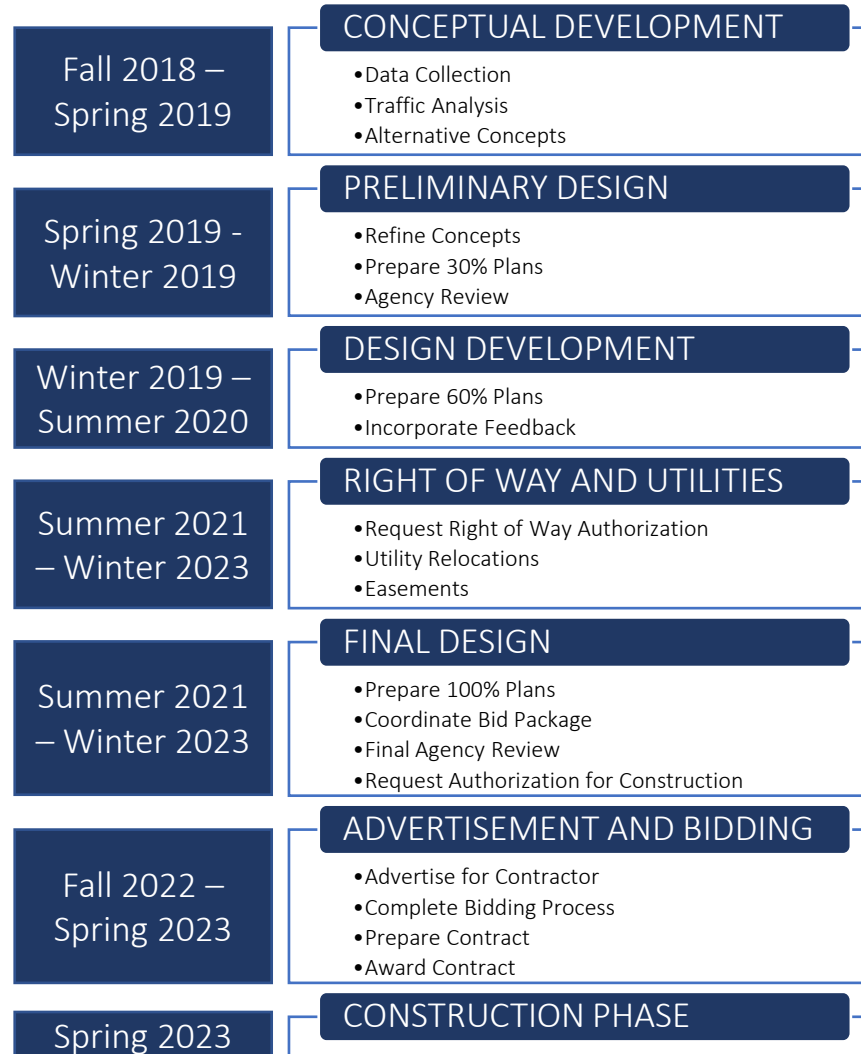 Fall 2018 –
Spring 2019
CONCEPTUAL DEVELOPMENT
•Data Collection
•Traffic Analysis
•Alternative Concepts
Spring 2019 -
Winter 2019
PRELIMINARY DESIGN
•Refine Concepts
•Prepare 30% Plans
•Agency Review
Winter 2019 –
Summer 2020
DESIGN DEVELOPMENT
•Prepare 60% Plans
•Incorporate Feedback
Summer 2021
– Winter 2023
RIGHT OF WAY AND UTILITIES
•Request Right of Way Authorization
•Utility Relocations
•Easements
Summer 2021
– Winter 2023
FINAL DESIGN
•Prepare 100% Plans
•Coordinate Bid Package
•Final Agency Review
•Request Authorization for Construction
Fall 2022 –
Spring 2023
ADVERTISEMENT AND BIDDING
•Advertise for Contractor
•Complete Bidding Process
•Prepare Contract
•Award Contract
Spring 2023
CONSTRUCTION PHASE